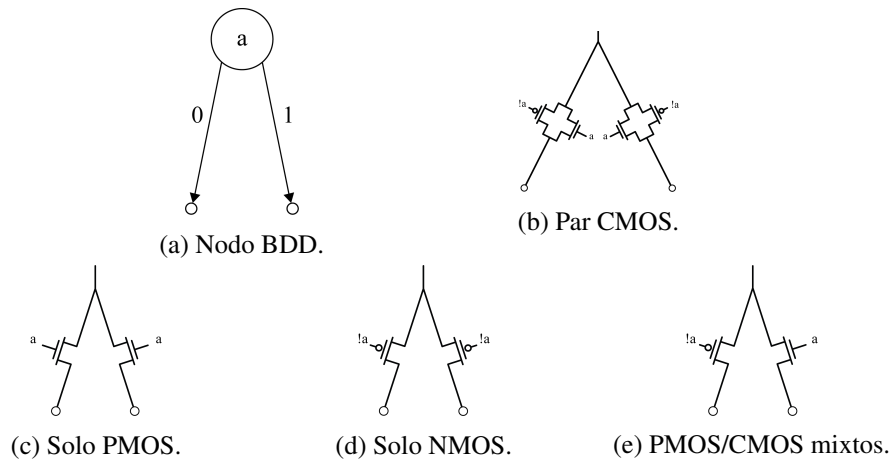 a
0 1
(a) Nodo BDD.
!a !a
a a
(b) Par CMOS.
a a
(c) Solo PMOS.
!a !a
(d) Solo NMOS.
!a a
(e) PMOS/CMOS mixtos.